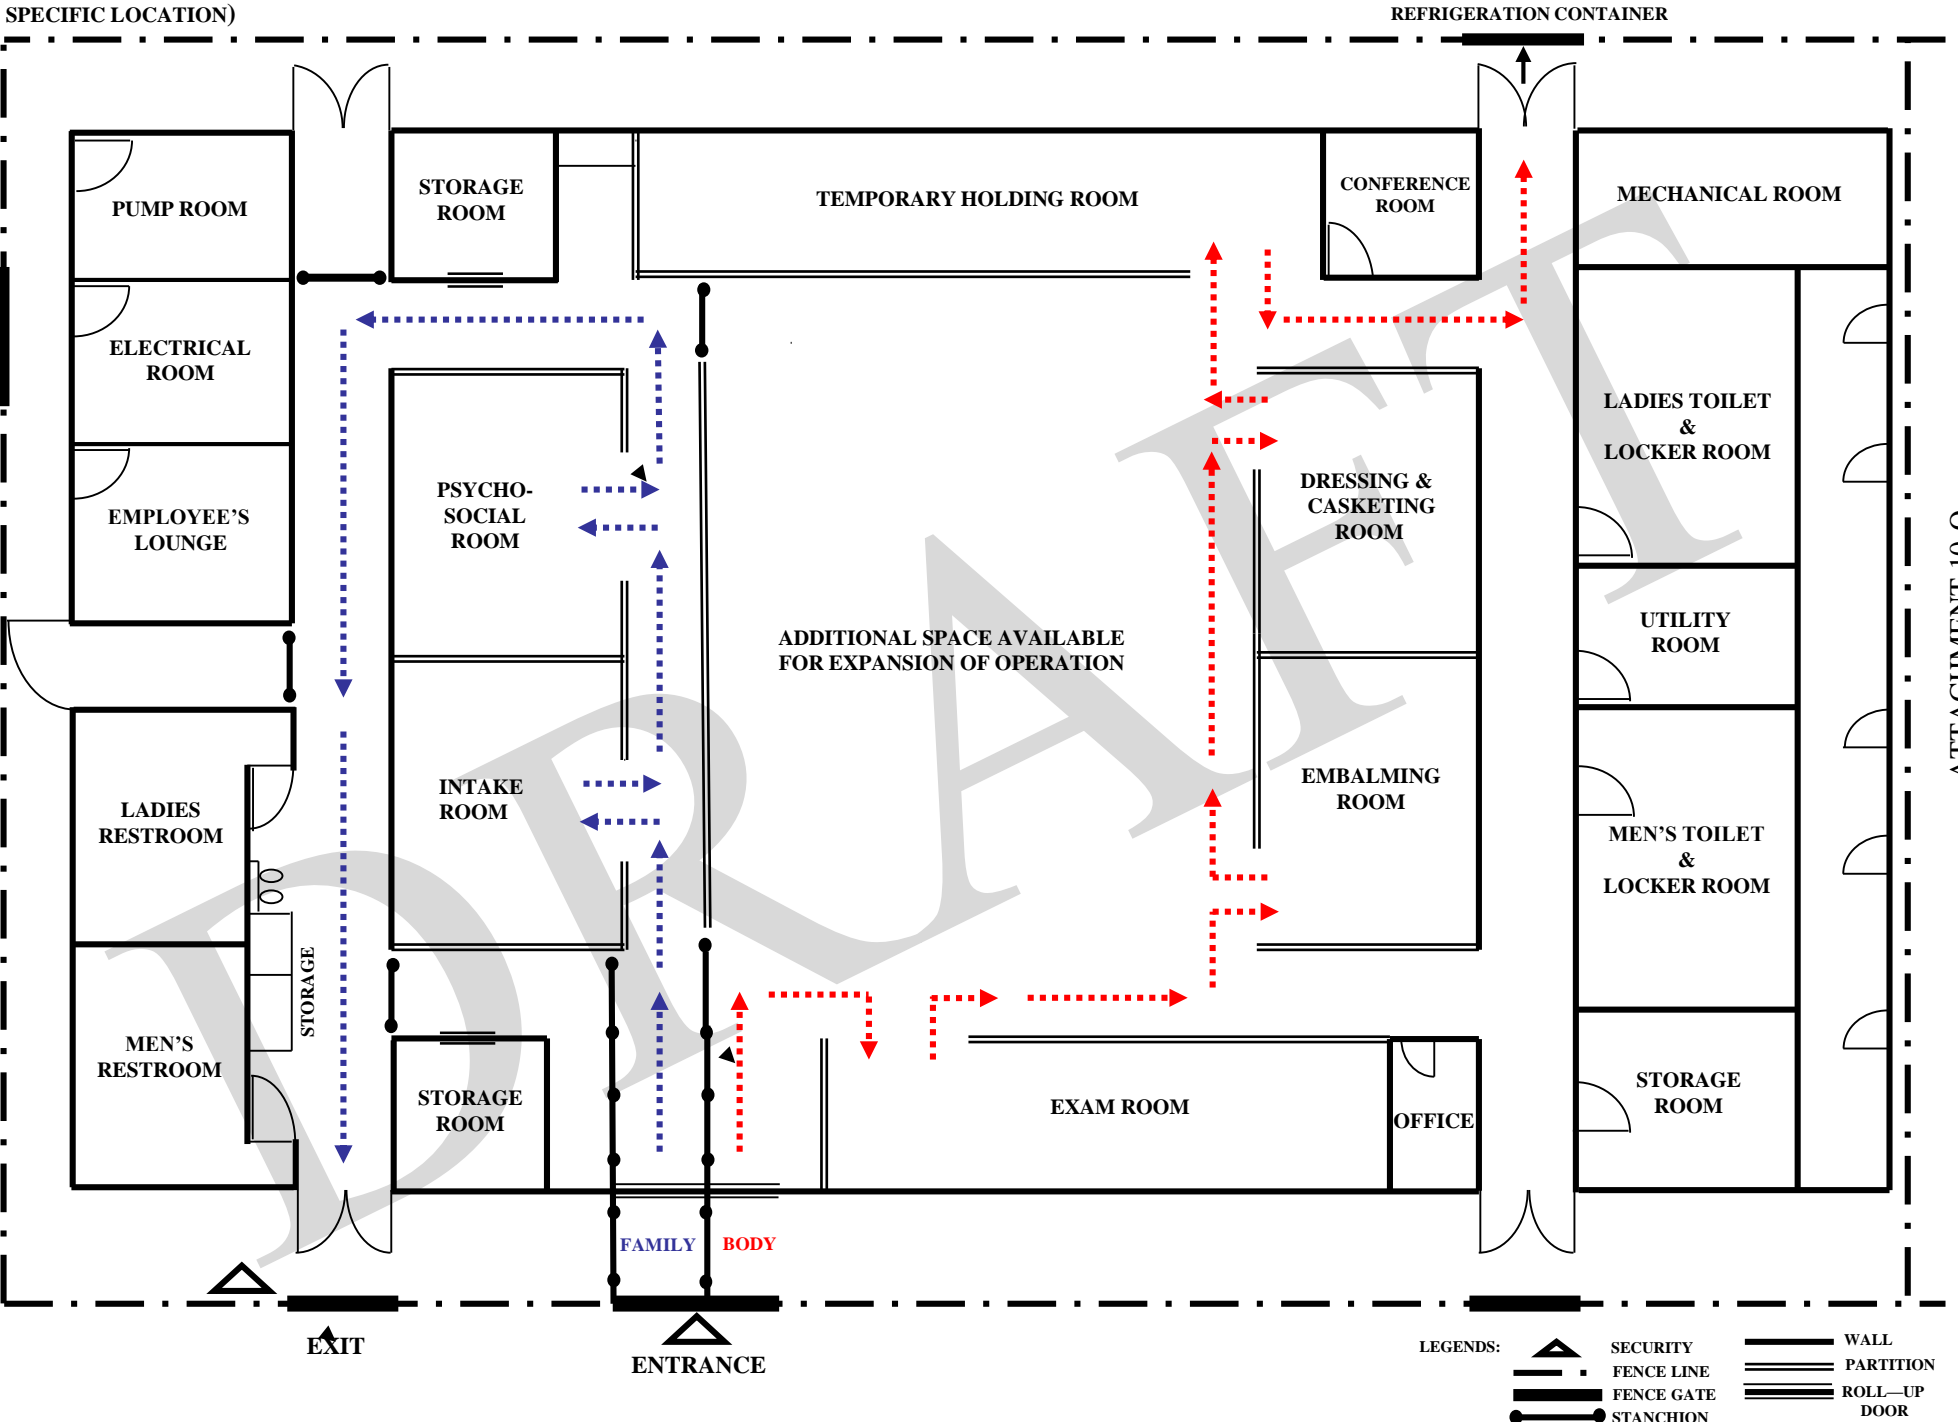 SPECIFIC LOCATION)
REFRIGERATION CONTAINER
PUMP ROOM
STORAGE
ROOM
TEMPORARY HOLDING ROOM
CONFERENCE
ROOM
MECHANICAL ROOM
ELECTRICAL
ROOM
LADIES TOILET
&
LOCKER ROOM
EMPLOYEE'S
LOUNGE
PSYCHO-
SOCIAL
ROOM
DRESSING &
CASKETING
ROOM
ADDITIONAL SPACE AVAILABLE
FOR EXPANSION OF OPERATION
UTILITY
ROOM
LADIES
RESTROOM
INTAKE
ROOM
EMBALMING
ROOM
MEN'S TOILET
&
LOCKER ROOM
STORAGE
MEN'S
RESTROOM
STORAGE
ROOM
EXAM ROOM
OFFICE
STORAGE
ROOM
FAMILY
BODY
EXIT
ENTRANCE
DRAFT
ATTACHMENT 10-
LEGENDS:
SECURITY
FENCE LINE
FENCE GATE
STANCHION
WALL
PARTITION
ROLL—UP
DOOR